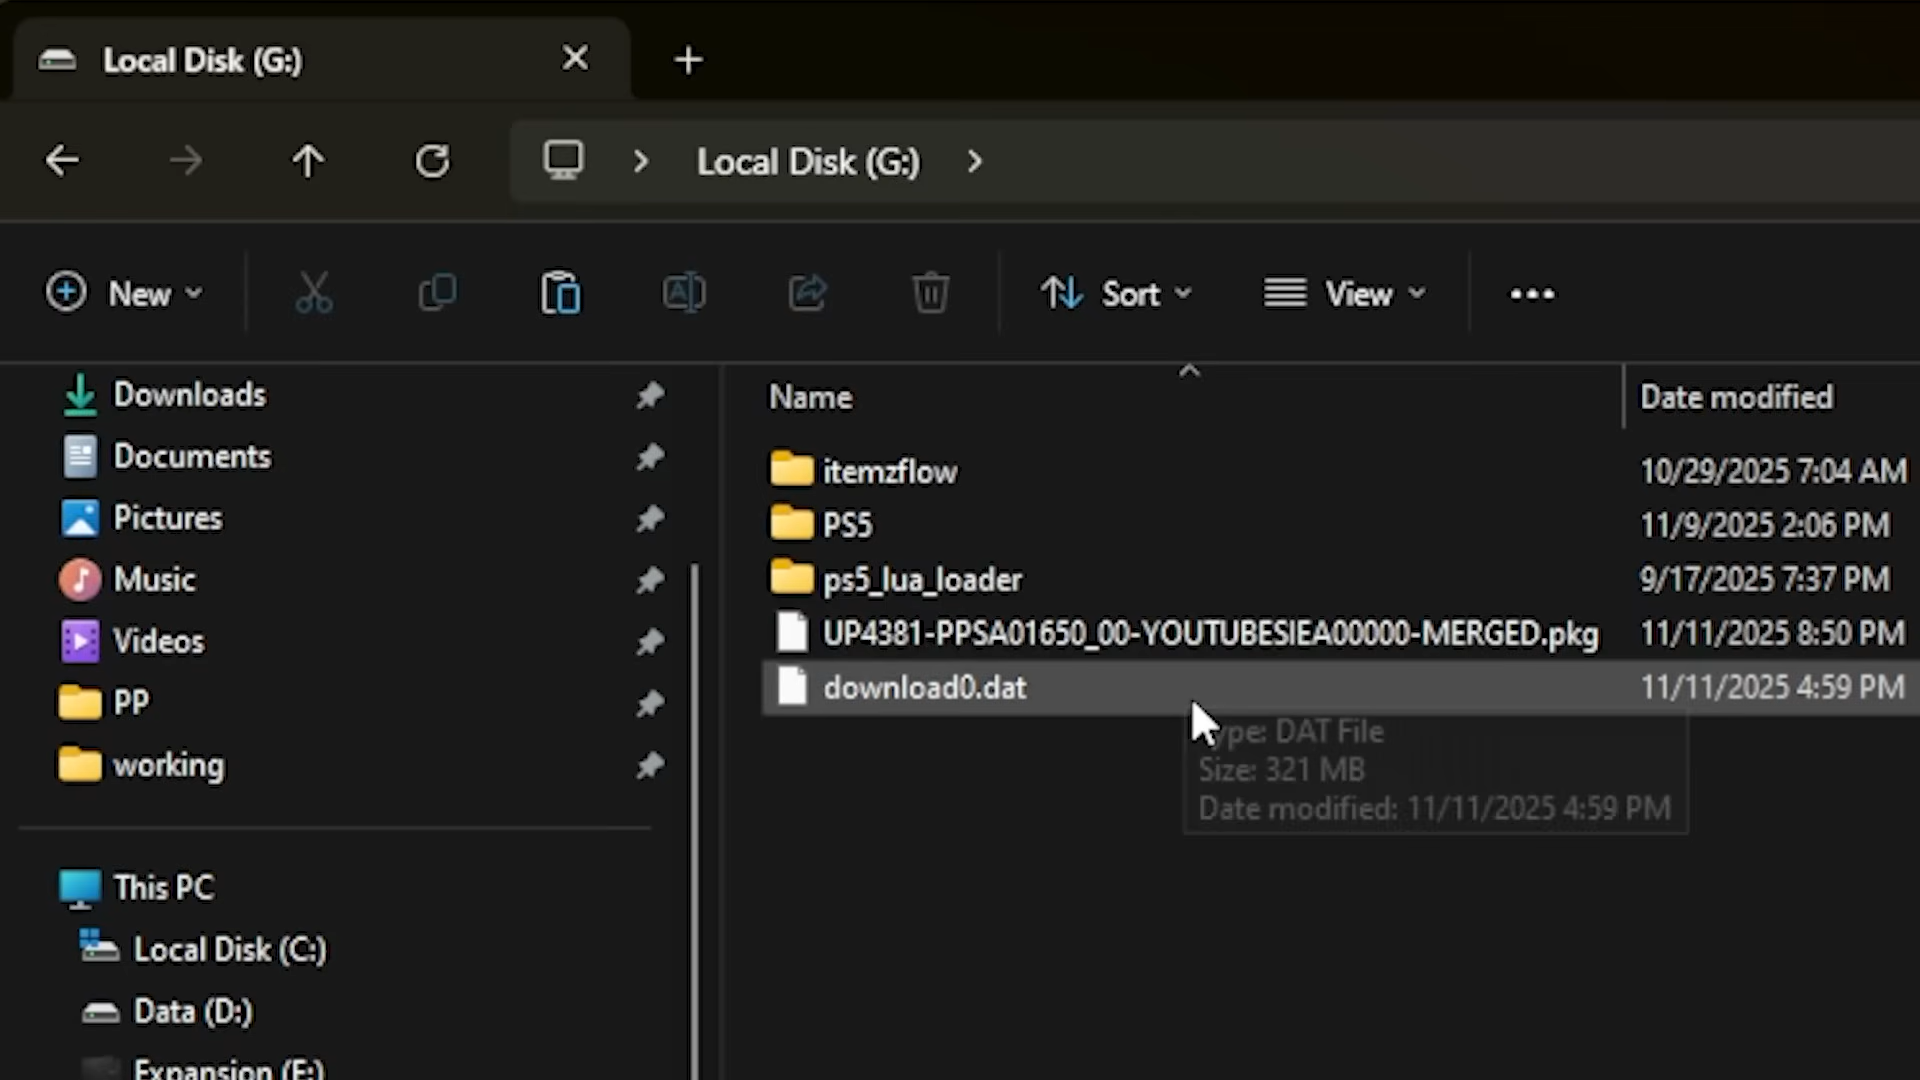 Local Disk (G:)
Local Disk (G:)
New
Sort
View
Downloads
Documents
Pictures
Music
Videos
PP
working
This PC
Local Disk (C:)
Data (D:)
Expansion (E:)
Name
Date modified
itemzflow
10/29/2025 7:04 AM
PS5
11/9/2025 2:06 PM
ps5_lua_loader
9/17/2025 7:37 PM
UP4381-PPSA01650_00-YOUTUBESIEA00000-MERGED.pkg
11/11/2025 8:50 PM
download0.dat
11/11/2025 4:59 PM
ype: DAT File
Size: 321 MB
Date modified: 11/11/2025 4:59 PM